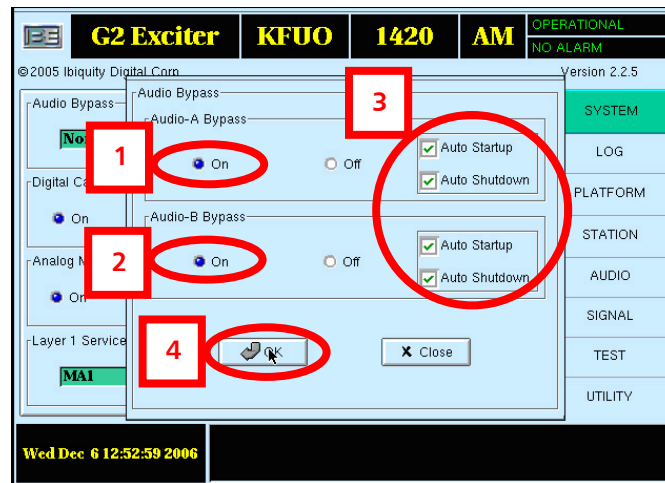 BE G2 Exciter KFUO 1420 AM OPERATIONAL
NO ALARM
©2005 Ibiquity Digital Corp Version 2.2.5
Audio Bypass
Audio Bypass
Audio-A Bypass
3
SYSTEM
1
On Off
Auto Startup
Auto Shutdown
LOG
Digital
On
PLATFORM
Audio-B Bypass
STATION
2
On Off
Auto Startup
Auto Shutdown
Analog
On
AUDIO
SIGNAL
Layer 1 Service
MA1
4
OK
Close
TEST
UTILITY
Wed Dec 6 12:52:59 2006